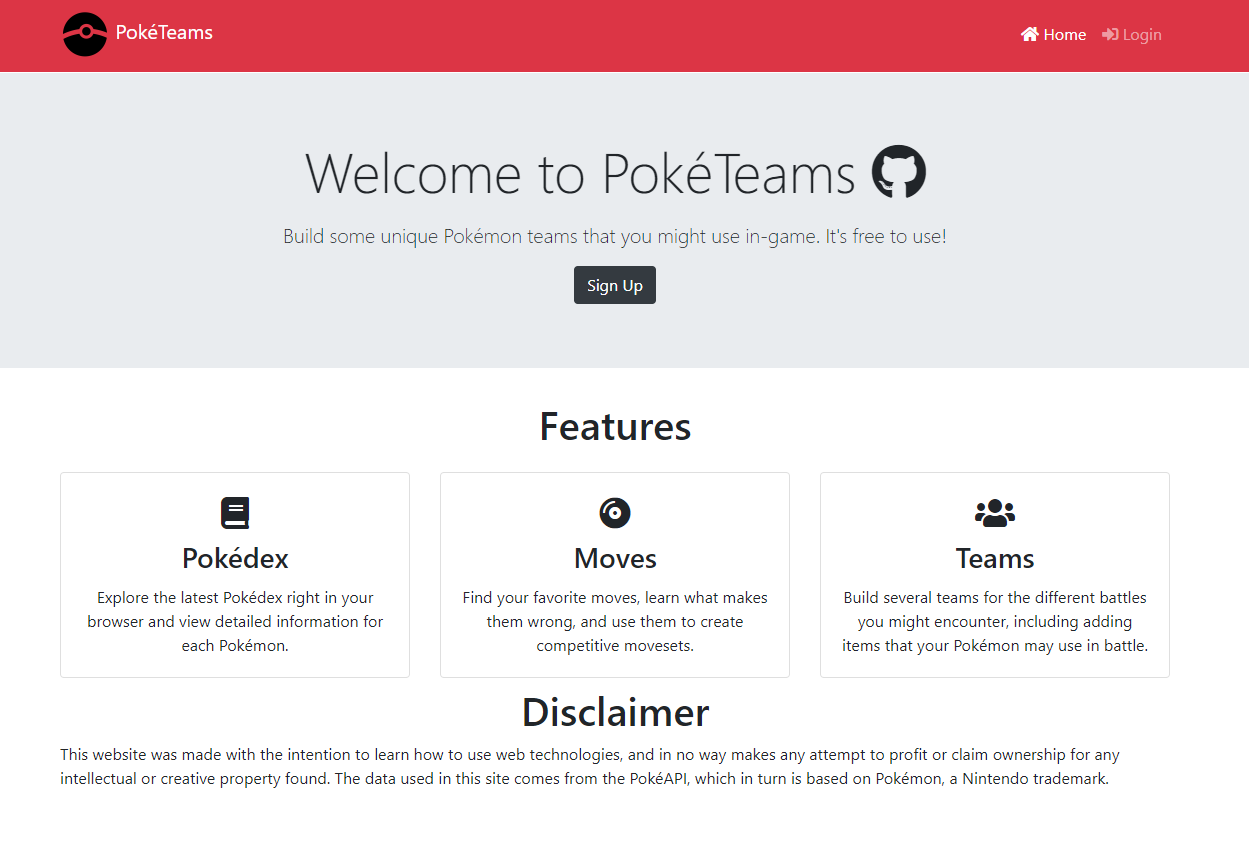 PokéTeams
Home
Login
Welcome to PokéTeams
Build some unique Pokémon teams that you might use in-game. It's free to use!
Sign Up
Features
Pokédex
Explore the latest Pokédex right in your
browser and view detailed information for
each Pokémon.
Moves
Find your favorite moves, learn what makes
them wrong, and use them to create
competitive movesets.
Teams
Build several teams for the different battles
you might encounter, including adding
items that your Pokémon may use in battle.
Disclaimer
This website was made with the intention to learn how to use web technologies, and in no way makes any attempt to profit or claim ownership for any
intellectual or creative property found. The data used in this site comes from the PokéAPI, which in turn is based on Pokémon, a Nintendo trademark.